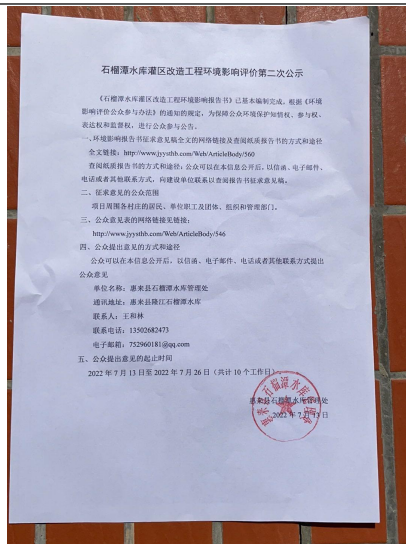 石榴潭水库灌区改造工程环境影响评价第二次公示
《石榴潭水库灌区改造工程环境影响报告书》已基本编制完成，根据《环境
影响评价公众参与办法》的通知的规定，为保障公众环境保护知情权、参与权、
表达权和监督权，进行公众参与公告。
一、环境影响报告书征求意见稿全文的网络链接及查阅纸质报告书的方式和途径
全文链接：http://www.jyysthb.com/Web/ArticleBody/560
查阅纸质报告书的方式和途径：公众可以在本信息公开后，以信函、电子邮件、
电话或者其他联系方式，向建设单位联系以查阅报告书征求意见稿。
二、征求意见的公众范围
项目周围各村庄的居民、单位职工及团体、组织和管理部门。
三、公众意见表的网络链接见链接：
http://www.jyysthb.com/Web/ArticleBody/546
四、公众提出意见的方式和途径
公众可以在本信息公开后，以信函、电子邮件、电话或者其他联系方式提出
公众意见
单位名称：惠来县石榴潭水库管理处
通讯地址：惠来县隆江石榴潭水库
联系人：王和林
联系电话：13502682473
电子邮箱：752960181@qq.com
五、公众提出意见的起止时间
2022 年 7 月 13 日至 2022 年 7 月 26 日（共计 10 个工作日）
惠来县石榴潭水库管理处
惠来县石榴潭水库管理处
2022 年 7 月 13 日